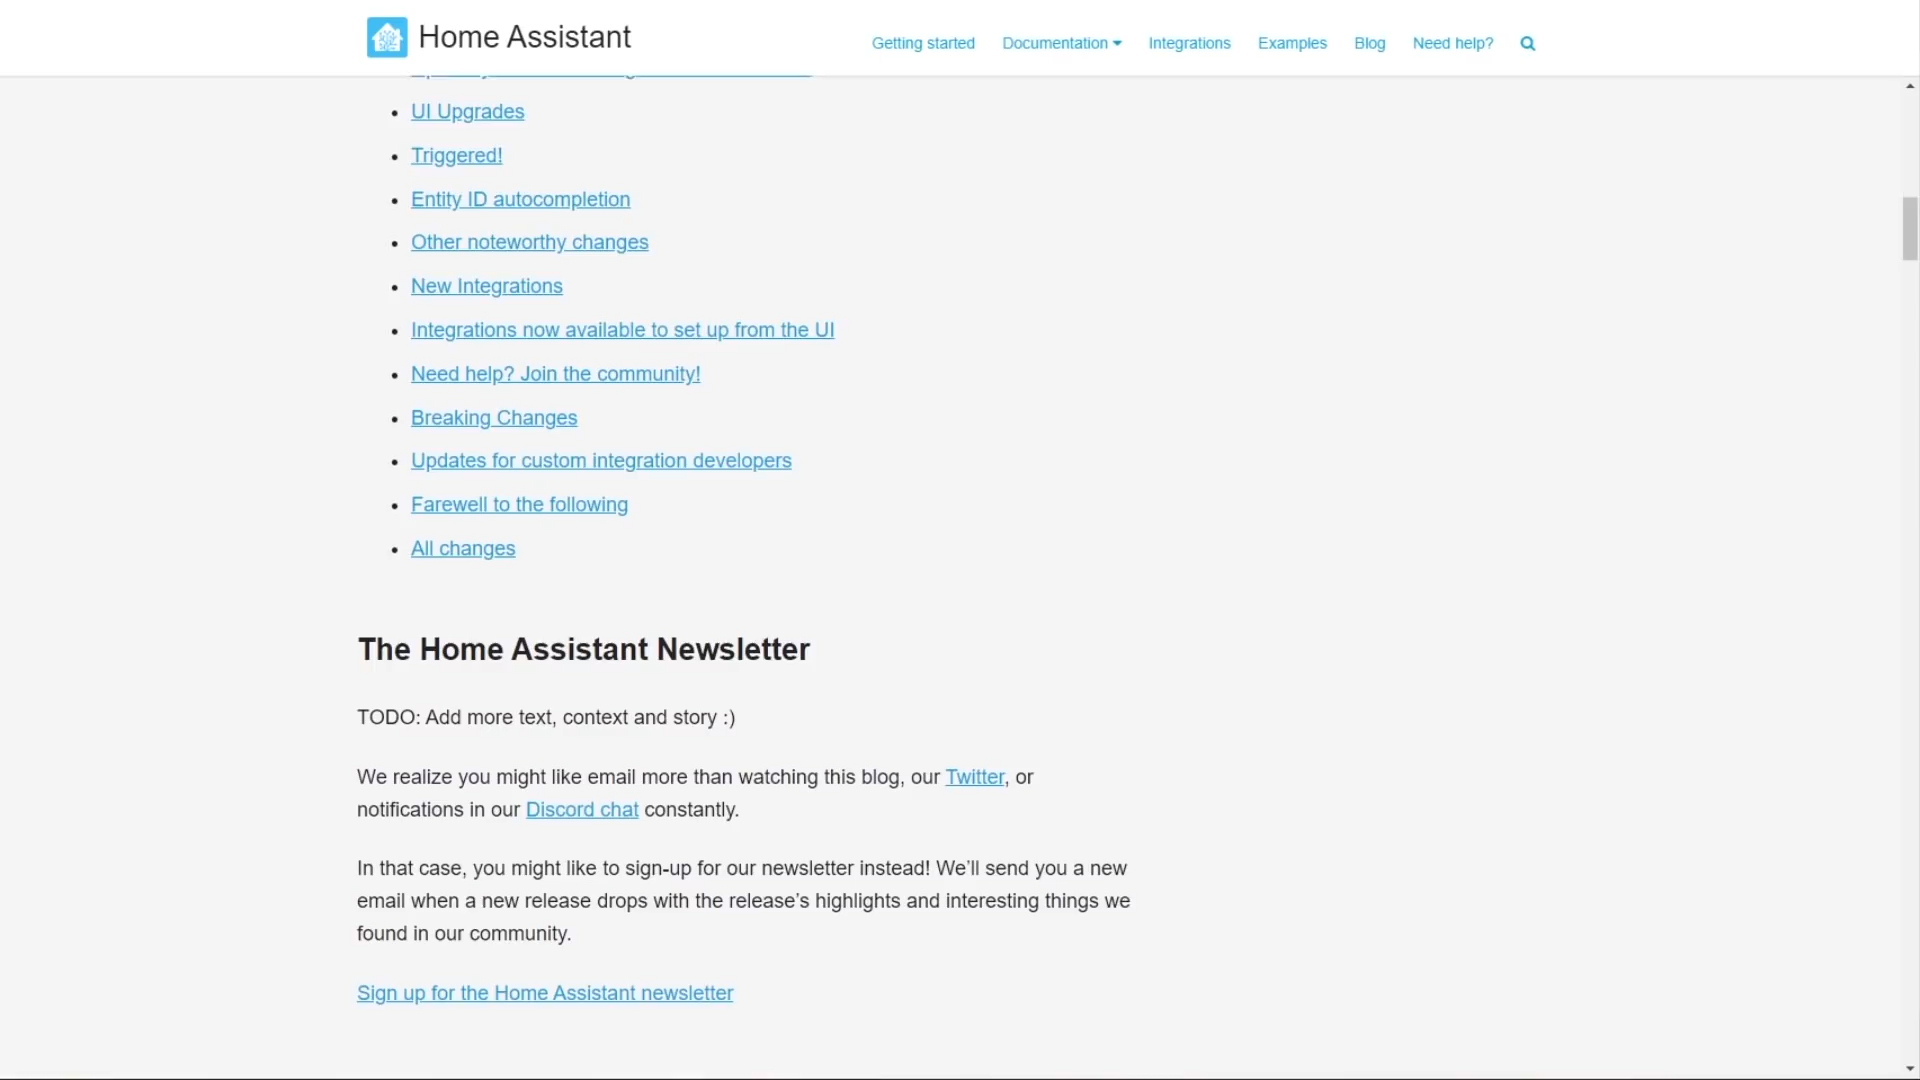 Home Assistant
Getting started Documentation Integrations Examples Blog Need help?
UI Upgrades
Triggered!
Entity ID autocompletion
Other noteworthy changes
New Integrations
Integrations now available to set up from the UI
Need help? Join the community!
Breaking Changes
Updates for custom integration developers
Farewell to the following
All changes
The Home Assistant Newsletter
TODO: Add more text, context and story :)
We realize you might like email more than watching this blog, our Twitter, or
notifications in our Discord chat constantly.
In that case, you might like to sign-up for our newsletter instead! We’ll send you a new
email when a new release drops with the release’s highlights and interesting things we
found in our community.
Sign up for the Home Assistant newsletter